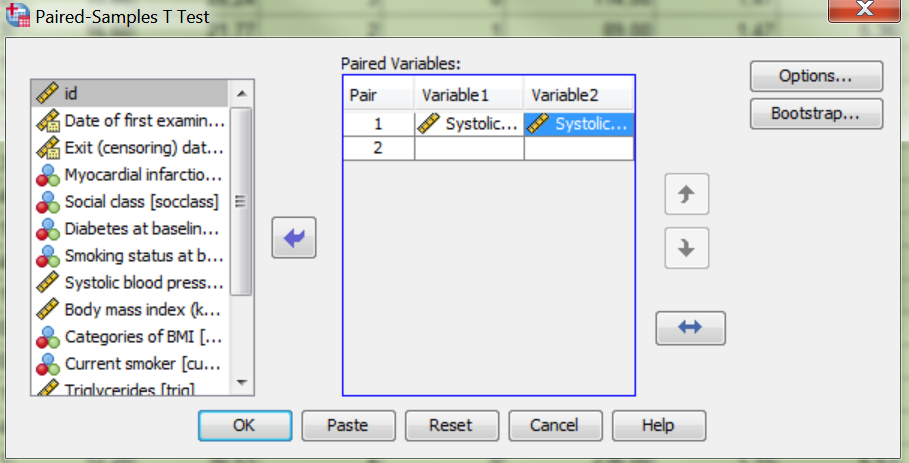 Paired-Samples T Test
Paired Variables:
id
Date of first examin...
Exit (censoring) dat...
Myocardial infarctio...
Social class [socclass]
Diabetes at baselin...
Smoking status at b...
Systolic blood press...
Body mass index (k...
Categories of BMI [...
Current smoker [cu...
Triglycerides [trig]
Pair Variable1 Variable2
1 Systolic... Systolic...
2
Options...
Bootstrap...
OK Paste Reset Cancel Help